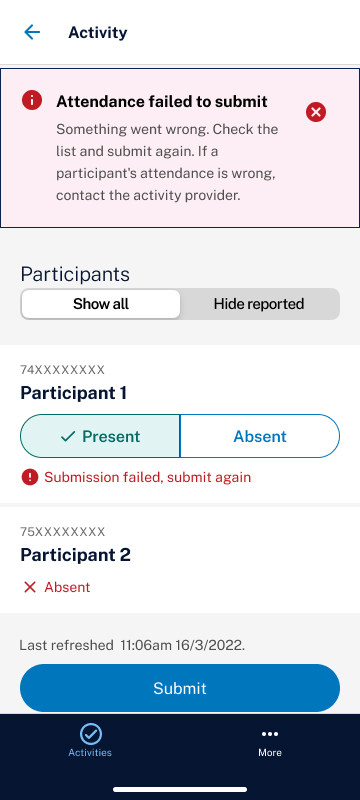 Activity
Attendance failed to submit
Something went wrong. Check the
list and submit again. If a
participant's attendance is wrong,
contact the activity provider.
Participants
Show all
Hide reported
74XXXXXXXX
Participant 1
Present
Absent
Submission failed, submit again
75XXXXXXXX
Participant 2
Absent
Last refreshed 11:06am 16/3/2022.
Submit
Activities
More